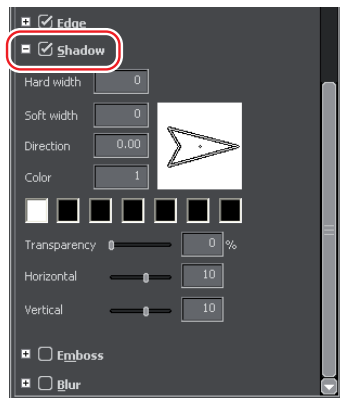 Edge
Shadow
Hard width 0
Soft width 0
Direction 0.00
Color 1
Transparency 0 %
Horizontal 10
Vertical 10
Emboss
Blur